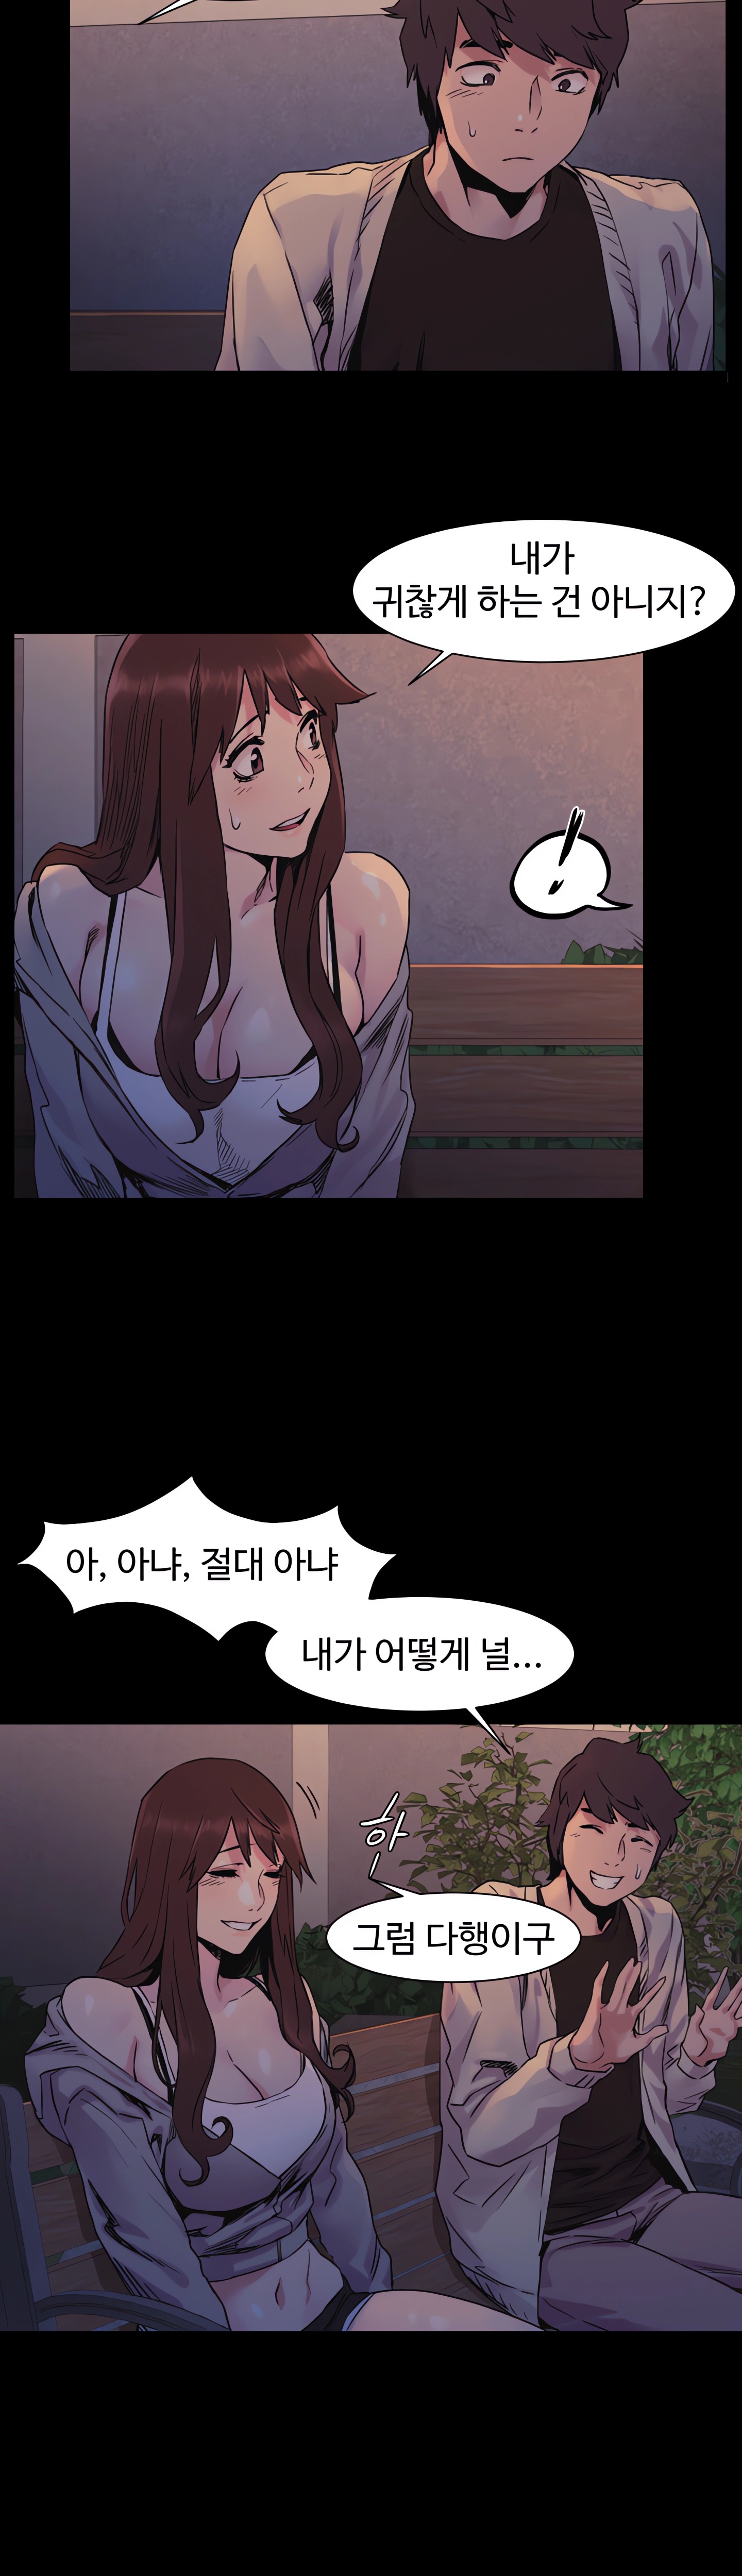 내가
귀찮게 하는 건 아니지?
아, 아냐, 절대 아냐
내가 어떻게 널...
하
그럼 다행이구